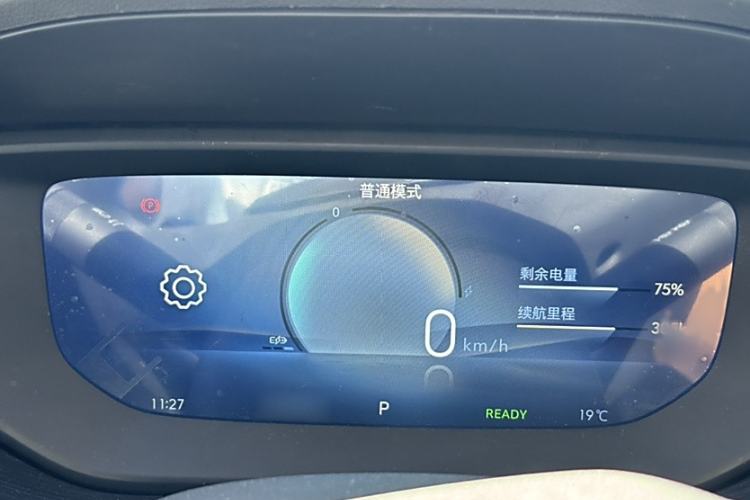 普通模式
P
0
剩余电量
75%
续航里程
0 km/h
11:27
P
READY
19℃